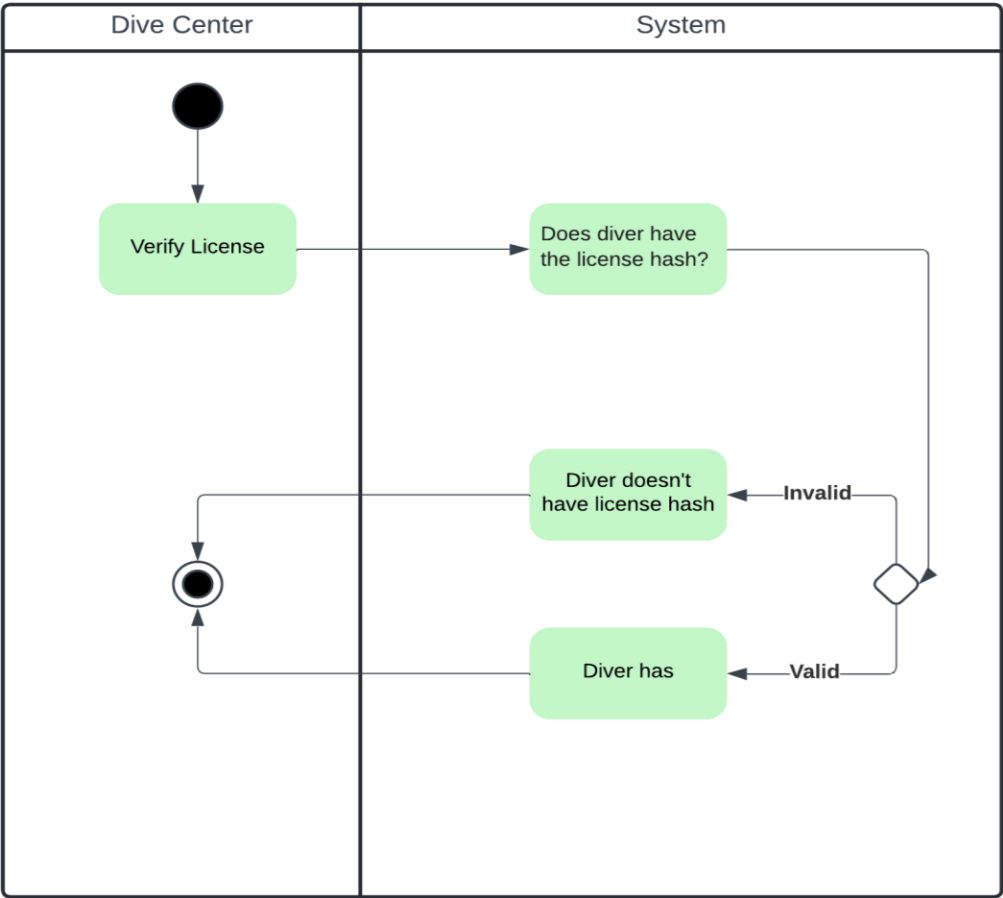 Dive Center
System
Verify License
Does diver have
the license hash?
Diver doesn't
have license hash
Invalid
Diver has
Valid